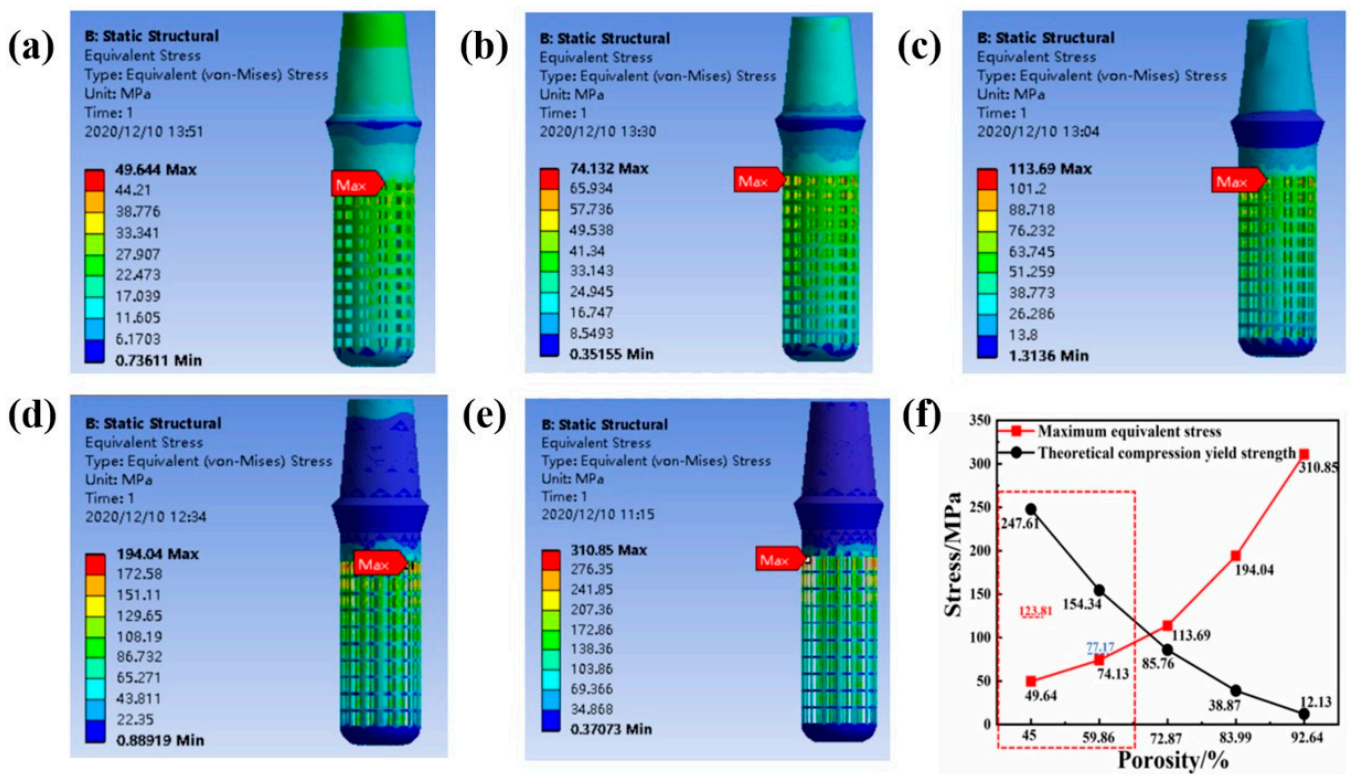 (a)
B: Static Structural
Equivalent Stress
Type: Equivalent (von-Mises) Stress
Unit: MPa
Time: 1
2020/12/10 13:51
49.644 Max
44.21
38.776
33.341
27.907
22.473
17.039
11.605
6.1703
0.73611 Min
Max
(b)
B: Static Structural
Equivalent Stress
Type: Equivalent (von-Mises) Stress
Unit: MPa
Time: 1
2020/12/10 13:30
74.132 Max
65.934
57.736
49.538
41.34
33.143
24.945
16.747
8.5493
0.35155 Min
Max
(c)
B: Static Structural
Equivalent Stress
Type: Equivalent (von-Mises) Stress
Unit: MPa
Time: 1
2020/12/10 13:04
113.69 Max
101.2
88.718
76.232
63.745
51.259
38.773
26.286
13.8
1.3136 Min
Max
(d)
B: Static Structural
Equivalent Stress
Type: Equivalent (von-Mises) Stress
Unit: MPa
Time: 1
2020/12/10 12:34
194.04 Max
172.58
151.11
129.65
108.19
86.732
65.271
43.811
22.35
0.88919 Min
Max
(e)
B: Static Structural
Equivalent Stress
Type: Equivalent (von-Mises) Stress
Unit: MPa
Time: 1
2020/12/10 11:15
310.85 Max
276.35
241.85
207.36
172.86
138.36
103.86
69.366
34.868
0.37073 Min
Max
(f)
Maximum equivalent stress
Theoretical compression yield strength
Stress/MPa
350
300
250
200
150
100
50
0
247.61
154.34
85.76
38.87
12.13
123.81
77.17
49.64
74.13
113.69
194.04
310.85
45
59.86
72.87
83.99
92.64
Porosity/%